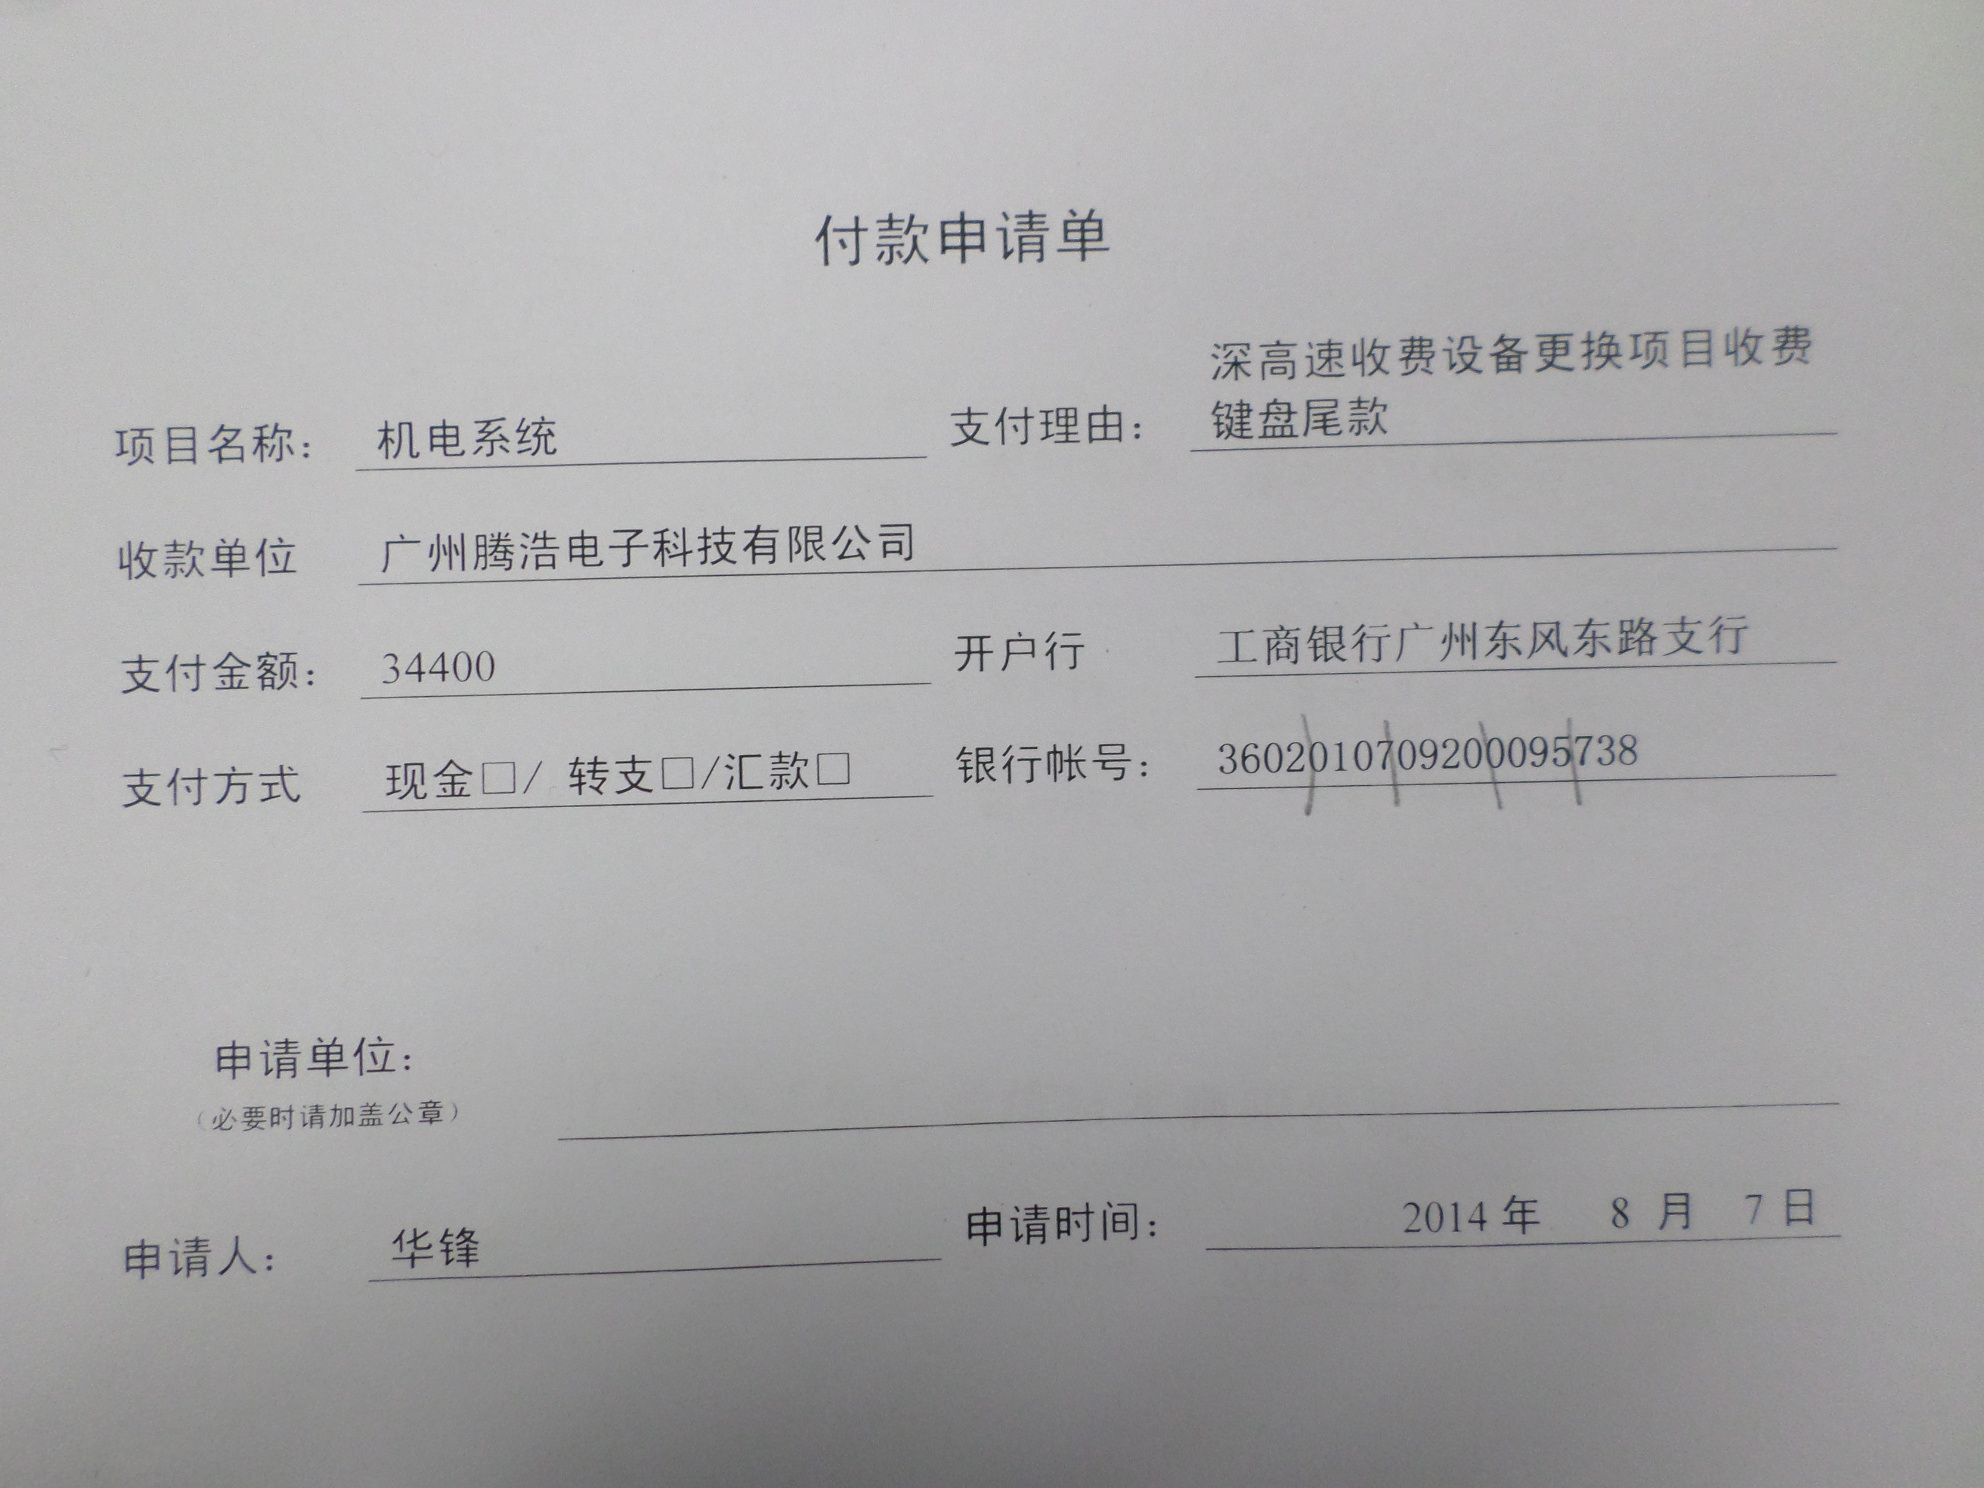 付款申请单
深高速收费设备更换项目收费
项目名称： 机电系统 支付理由： 键盘尾款
收款单位 广州腾浩电子科技有限公司
支付金额： 34400 开户行 工商银行广州东风东路支行
支付方式 现金□/ 转支□/汇款□ 银行帐号： 3602010709200095738
申请单位：
（必要时请加盖公章）
申请人： 华锋 申请时间： 2014 年 8 月 7 日